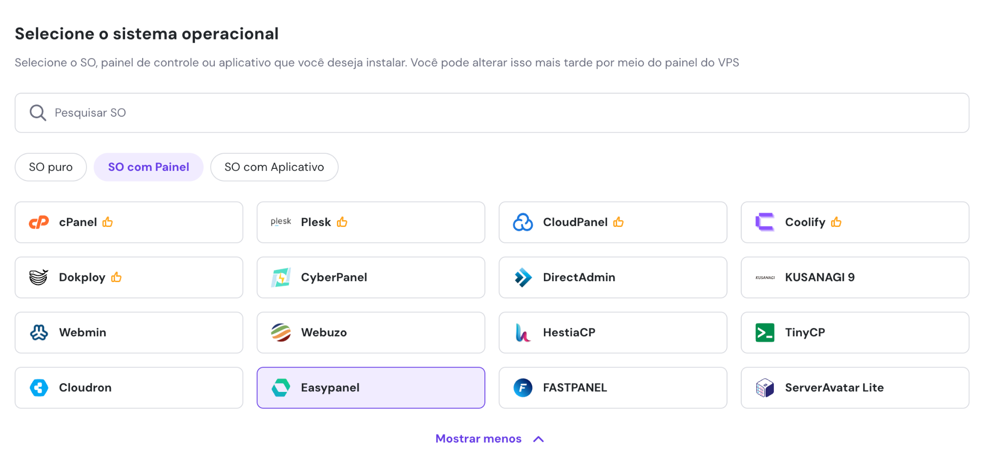 Selecione o sistema operacional
Selecione o SO, painel de controle ou aplicativo que você deseja instalar. Você pode alterar isso mais tarde por meio do painel do VPS
Pesquisar SO
SO puro SO com Painel SO com Aplicativo
cP cPanel plesk Plesk CloudPanel Coolify
Dokploy CyberPanel DirectAdmin KUSANAGI KUSANAGI 9
Webmin Webuzo HestiaCP TinyCP
Cloudron Easypanel F FASTPANEL ServerAvatar Lite
Mostrar menos